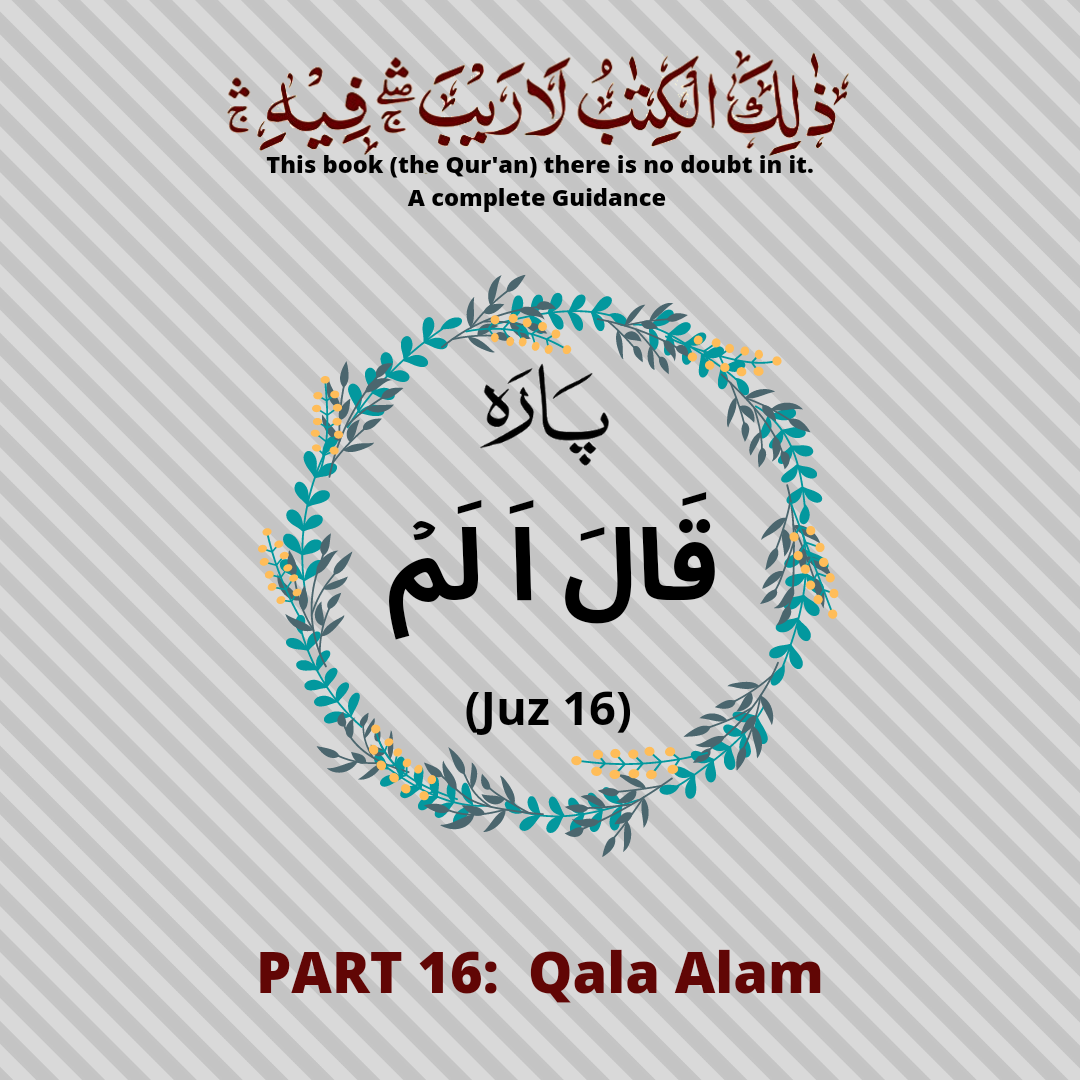 ذٰلِكَ الْكِتٰبُ لَا رَيْبَ ۛۖۚ فِيْهِ ۛۚ
This book (the Qur'an) there is no doubt in it.
A complete Guidance
پَارَہ
قَالَ اَ لَمْ
(Juz 16)
PART 16: Qala Alam